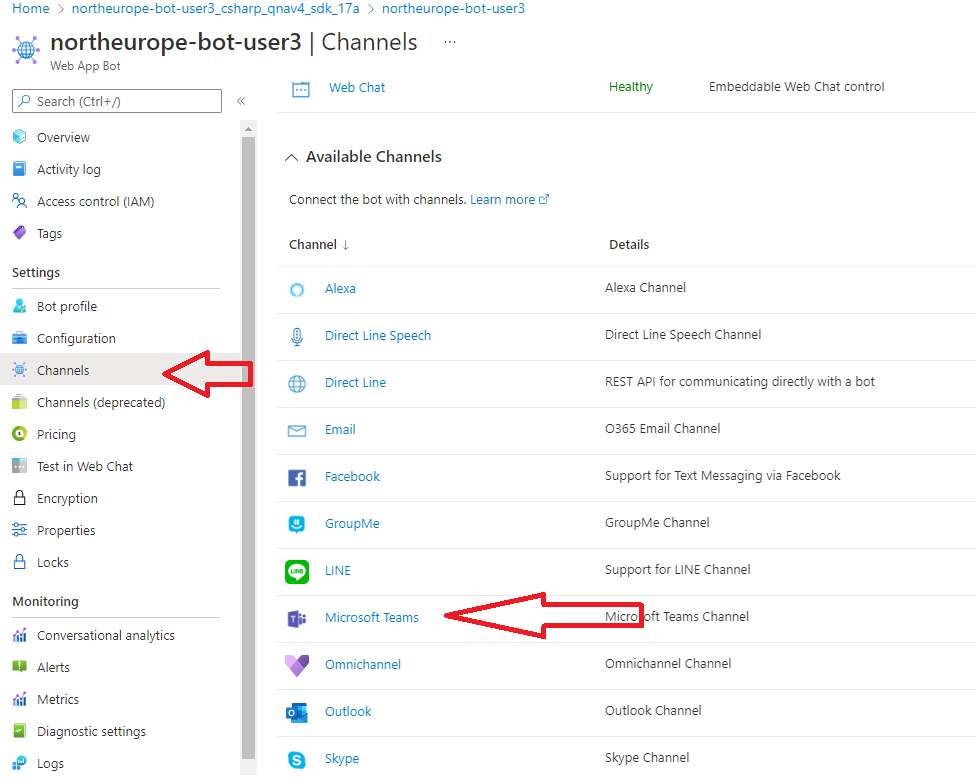 Home > northeurope-bot-user3_csharp_qnav4_sdk_17a > northeurope-bot-user3
northeurope-bot-user3 | Channels ...
Web App Bot
Search (Ctrl+/)
«
Overview
Activity log
Access control (IAM)
Tags
Settings
Bot profile
Configuration
Channels
Channels (deprecated)
Pricing
Test in Web Chat
Encryption
Properties
Locks
Monitoring
Conversational analytics
Alerts
Metrics
Diagnostic settings
Logs
Web Chat Healthy Embeddable Web Chat control
Available Channels
Connect the bot with channels. Learn more
Channel ↓ Details
Alexa Alexa Channel
Direct Line Speech Direct Line Speech Channel
Direct Line REST API for communicating directly with a bot
Email O365 Email Channel
Facebook Support for Text Messaging via Facebook
GroupMe GroupMe Channel
LINE LINE Support for LINE Channel
Microsoft Teams Microsoft Teams Channel
Omnichannel Omnichannel Channel
Outlook Outlook Channel
Skype Skype Channel